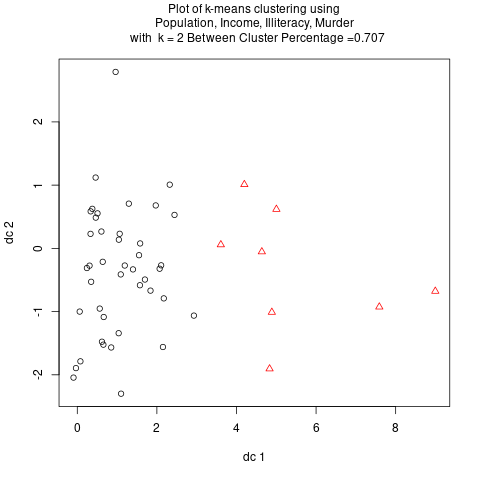 Plot of k-means clustering using
Population, Income, Illiteracy, Murder
with  k = 2 Between Cluster Percentage =0.707
2
1
0
-1
-2
dc 2
0
2
4
6
8
dc 1